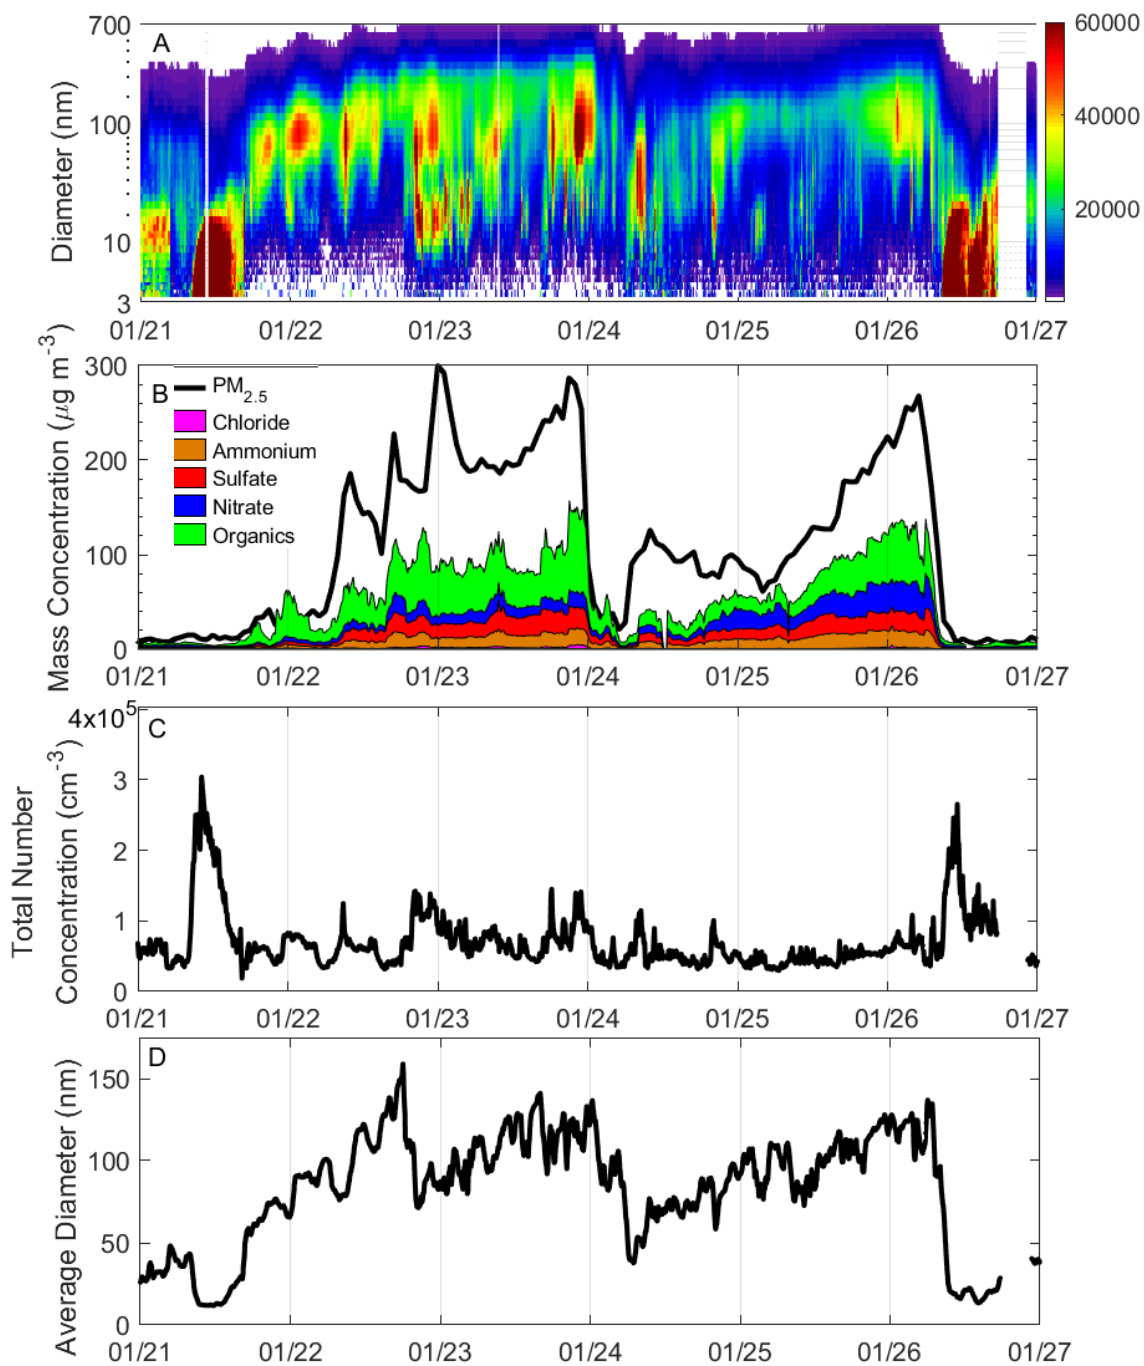 700
A
60000
100
40000
Diameter (nm)
10
20000
3
01/21 01/22 01/23 01/24 01/25 01/26 01/27
300
B
PM2.5
Chloride
Ammonium
Sulfate
Nitrate
Organics
200
100
0
Mass Concentration (μg m-3)
01/21 01/22 01/23 01/24 01/25 01/26 01/27
4x10^5
C
3
2
1
0
Total Number
Concentration (cm-3)
01/21 01/22 01/23 01/24 01/25 01/26 01/27
D
150
100
50
0
Average Diameter (nm)
01/21 01/22 01/23 01/24 01/25 01/26 01/27